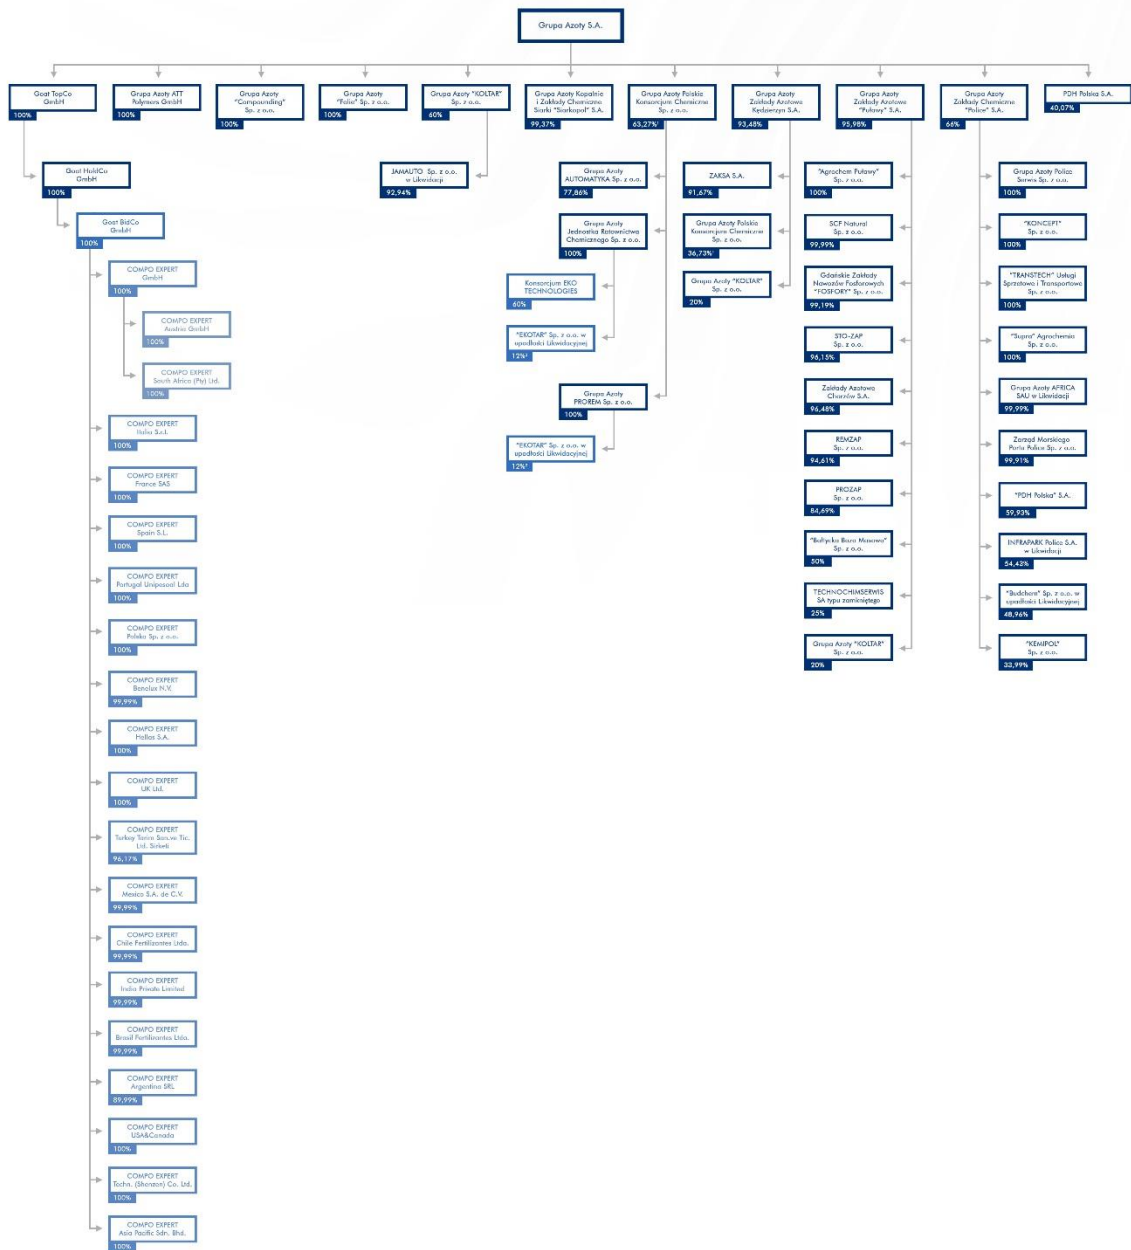 Grupa Azoty S.A.
Goat TopCo
GmbH
100%
Grupa Azoty ATT
Polymers GmbH
100%
Grupa Azoty
"Compounding"
Sp. z o.o.
100%
Grupa Azoty
"Folie" Sp. z o.o.
100%
Grupa Azoty "KOLTAR"
Sp. z o.o.
60%
Grupa Azoty Kopalnie
i Zakłady Chemiczne
Siarki "Siarkopol" S.A.
99,37%
Grupa Azoty Polskie
Konsorcjum Chemiczne
Sp. z o.o.
63,27%¹
Grupa Azoty
Zakłady Azotowe
Kędzierzyn S.A.
93,48%
Grupa Azoty
Zakłady Azotowe
"Puławy" S.A.
95,98%
Grupa Azoty
Zakłady Chemiczne
"Police" S.A.
66%
PDH Polska S.A.
40,07%
Goat HoldCo
GmbH
100%
Goat BidCo
GmbH
100%
COMPO EXPERT
GmbH
100%
COMPO EXPERT
Austria GmbH
100%
COMPO EXPERT
South Africa (Pty) Ltd.
100%
COMPO EXPERT
Italia S.r.l.
100%
COMPO EXPERT
France SAS
100%
COMPO EXPERT
Spain S.L.
100%
COMPO EXPERT
Portugal Unipesoal Lda
100%
COMPO EXPERT
Polska Sp. z o.o.
100%
COMPO EXPERT
Benelux N.V.
99,99%
COMPO EXPERT
Hellas S.A.
100%
COMPO EXPERT
UK Ltd.
100%
COMPO EXPERT
Turkey Tarim San.ve Tic.
Ltd. Sirketi
96,17%
COMPO EXPERT
Mexico S.A. de C.V.
99,99%
COMPO EXPERT
Chile Fertilizantes Ltda.
99,99%
COMPO EXPERT
India Private Limited
99,99%
COMPO EXPERT
Brasil Fertilizantes Ltda.
99,99%
COMPO EXPERT
Argentina SRL
89,99%
COMPO EXPERT
USA&Canada
100%
COMPO EXPERT
Techn. (Shenzen) Co. Ltd.
100%
COMPO EXPERT
Asia Pacific Sdn. Bhd.
100%
JAMAUTO Sp. z o.o.
w Likwidacji
92,94%
Grupa Azoty
AUTOMATYKA Sp. z o.o.
77,86%
Grupa Azoty
Jednostka Ratownictwa
Chemicznego Sp. z o.o.
100%
Konsorcjum EKO
TECHNOLOGIES
60%
"EKOTAR" Sp. z o.o. w
upadłości Likwidacyjnej
12%²
Grupa Azoty
PROREM Sp. z o.o.
100%
"EKOTAR" Sp. z o.o. w
upadłości Likwidacyjnej
12%²
ZAKSA S.A.
91,67%
Grupa Azoty Polskie
Konsorcjum Chemiczne
Sp. z o.o.
36,73%¹
Grupa Azoty "KOLTAR"
Sp. z o.o.
20%
"Agrochem Puławy"
Sp. z o.o.
100%
SCF Natural
Sp. z o.o.
99,99%
Gdańskie Zakłady
Nawozów Fosforowych
"FOSFORY" Sp. z o.o.
99,19%
STO-ZAP
Sp. z o.o.
96,15%
Zakłady Azotowe
Chorzów S.A.
96,48%
REMZAP
Sp. z o.o.
94,61%
PROZAP
Sp. z o.o.
84,69%
"Bałtycka Baza Masowa"
Sp. z o.o.
50%
TECHNOCHIMSERWIS
SA typu zamkniętego
25%
Grupa Azoty "KOLTAR"
Sp. z o.o.
20%
Grupa Azoty Police
Serwis Sp. z o.o.
100%
"KONCEPT"
Sp. z o.o.
100%
"TRANSTECH" Usługi
Sprzętowe i Transportowe
Sp. z o.o.
100%
"Supra" Agrochemia
Sp. z o.o.
100%
Grupa Azoty AFRICA
SAU w Likwidacji
99,99%
Zarząd Morskiego
Portu Police Sp. z o.o.
99,91%
"PDH Polska" S.A.
59,93%
INFRAPARK Police S.A.
w Likwidacji
54,43%
"Budchem" Sp. z o.o. w
upadłości Likwidacyjnej
48,96%
"KEMIPOL"
Sp. z o.o.
33,99%